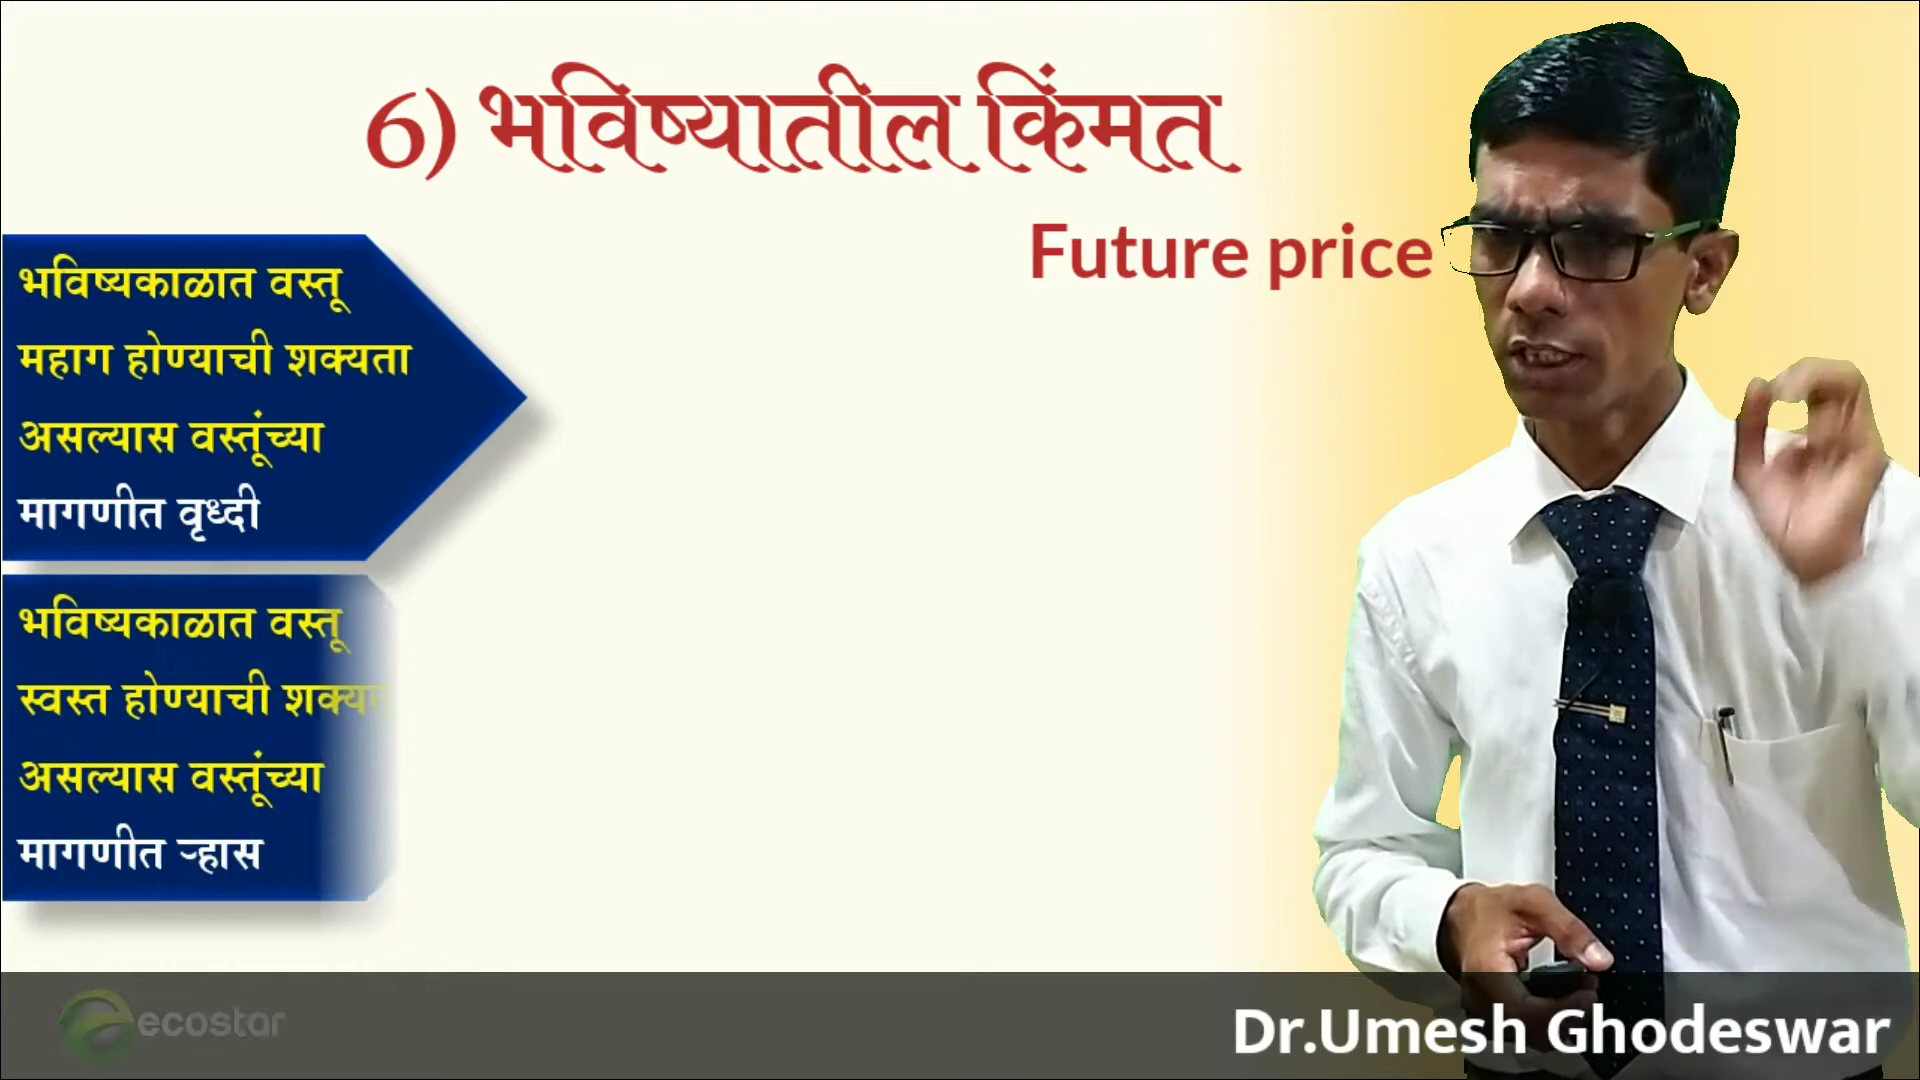 6) भविष्यातील किंमत
Future price
भविष्यकाळात वस्तू
महाग होण्याची शक्यता
असल्यास वस्तूंच्या
मागणीत वृध्दी
भविष्यकाळात वस्तू
स्वस्त होण्याची
असल्यास वस्तूंच्या
मागणीत ऱ्हास
ecostar
Dr.Umesh Ghodeswar